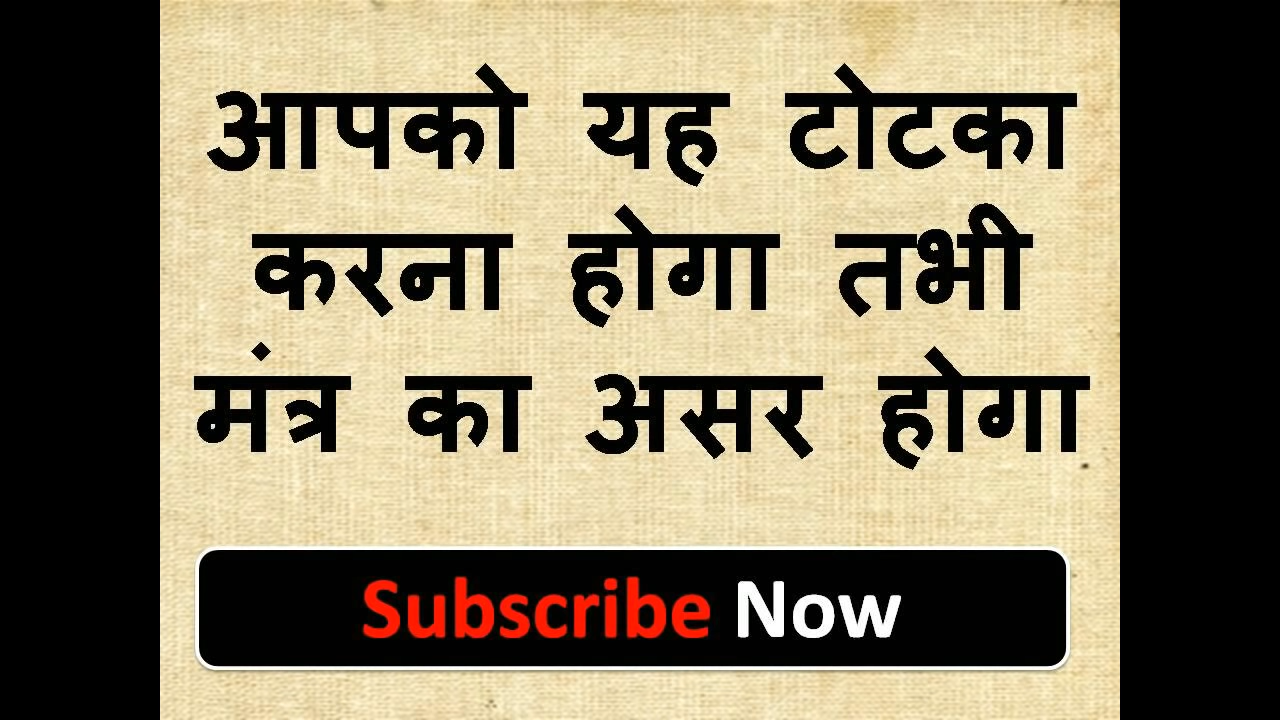 आपको यह टोटका
करना होगा तभी
मंत्र का असर होगा
Subscribe Now